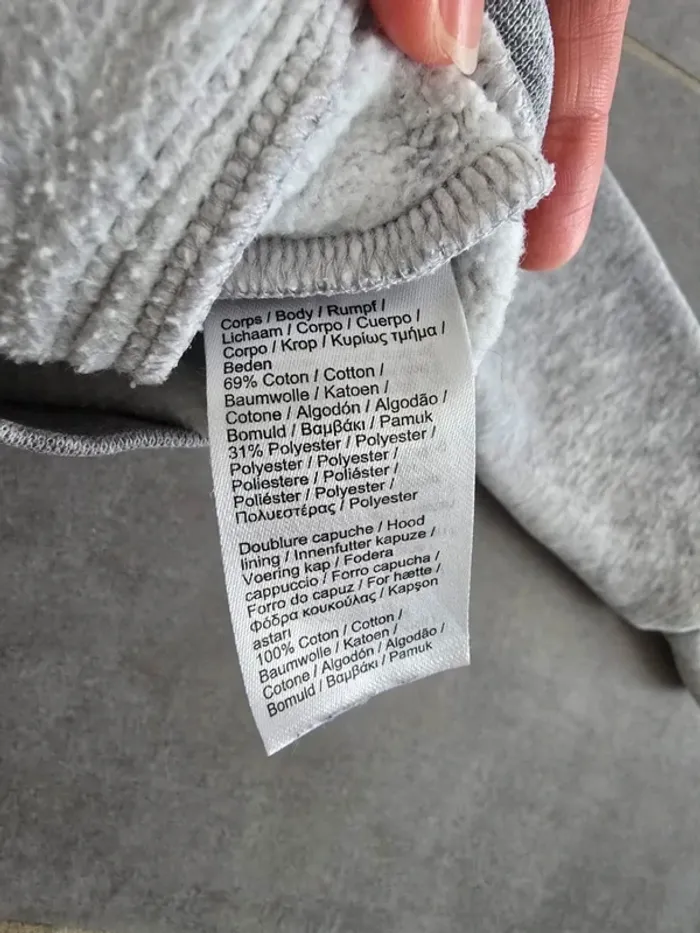 Corps / Body / Rumpf /
Lichaam / Corpo / Cuerpo /
Corpo / Krop / Κυρίως τμήμα /
Beden
69% Coton / Cotton /
Baumwolle / Katoen /
Cotone / Algodón / Algodão /
Bomuld / Βαμβάκι / Pamuk
31% Polyester / Polyester /
Polyester / Polyester /
Poliestere / Poliéster /
Poliéster / Polyester /
Πολυεστέρας / Polyester
Doublure capuche / Hood
lining / Innenfutter kapuze /
Voering kap / Fodera
cappuccio / Forro capucha /
Forro do capuz / For hætte /
Φόδρα κουκούλας / Kapşon
astari
100% Coton / Cotton /
Baumwolle / Katoen /
Cotone / Algodón / Algodão /
Bomuld / Βαμβάκι / Pamuk